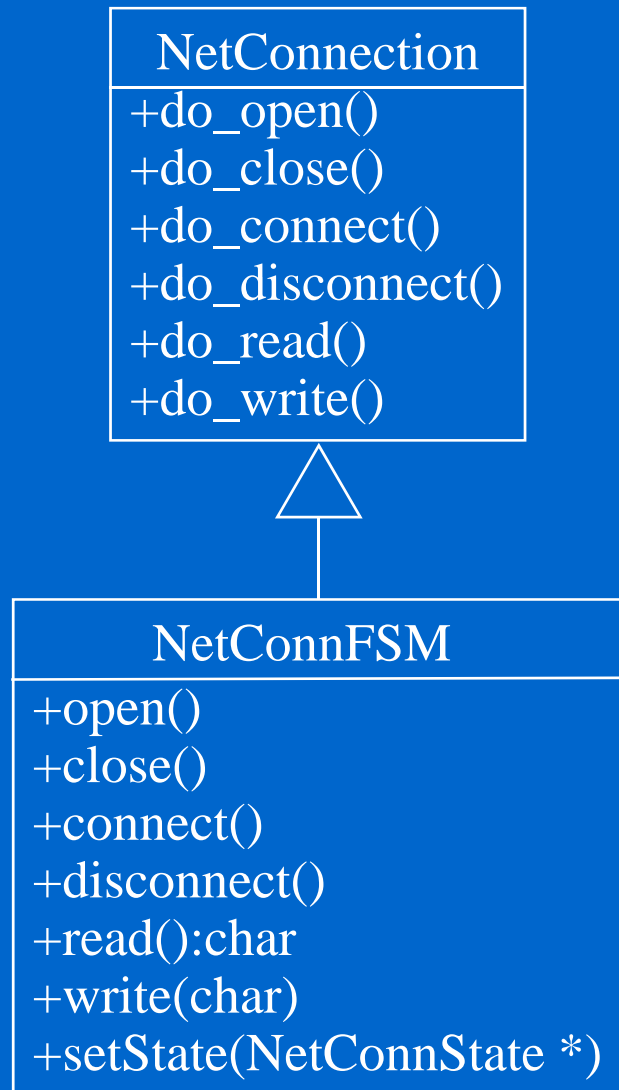 NetConnection
+do_open()
+do_close()
+do_connect()
+do_disconnect()
+do_read()
+do_write()
NetConnFSM
+open()
+close()
+connect()
+disconnect()
+read():char
+write(char)
+setState(NetConnState *)